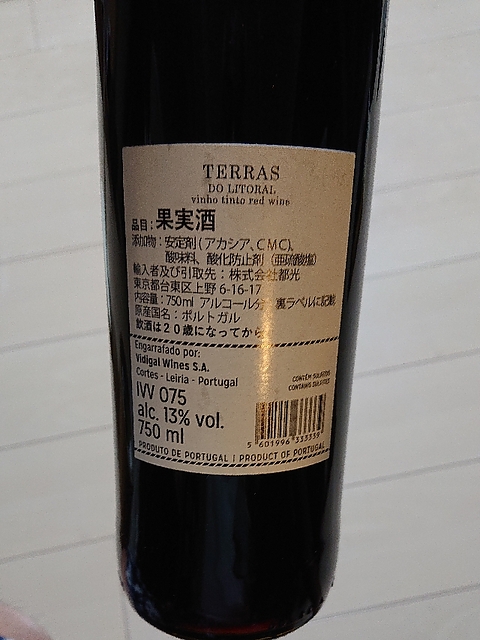 TERRAS
DO LITORAL
vinho tinto red wine
品目：果実酒
添加物：安定剤（アカシア、CMC)、
酸味料、酸化防止剤（亜硫酸塩）
輸入者及び引取先：株式会社都光
東京都台東区上野 6-16-17
内容量：750ml アルコール分：裏ラベルに記載
原産国名：ポルトガル
飲酒は２０歳になってから
Engarrafado por:
Vidigal Wines S.A.
Cortes - Leiria - Portugal
CONTÉM SULFITOS
CONTAINS SULFITES
IVV 075
alc. 13% vol.
750 ml
5 601996 333339
PRODUTO DE PORTUGAL | PRODUCT OF PORTUGAL